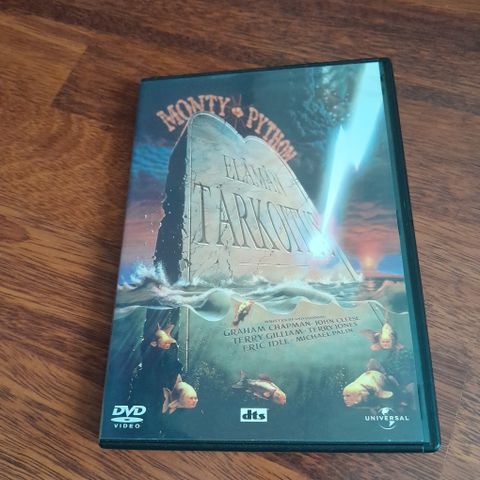 MONTY PYTHON
ELÄMÄN
TARKOITUS
GRAHAM CHAPMAN · JOHN CLEESE
TERRY GILLIAM · TERRY JONES
ERIC IDLE · MICHAEL PALIN
DVD
VIDEO
dts
UNIVERSAL